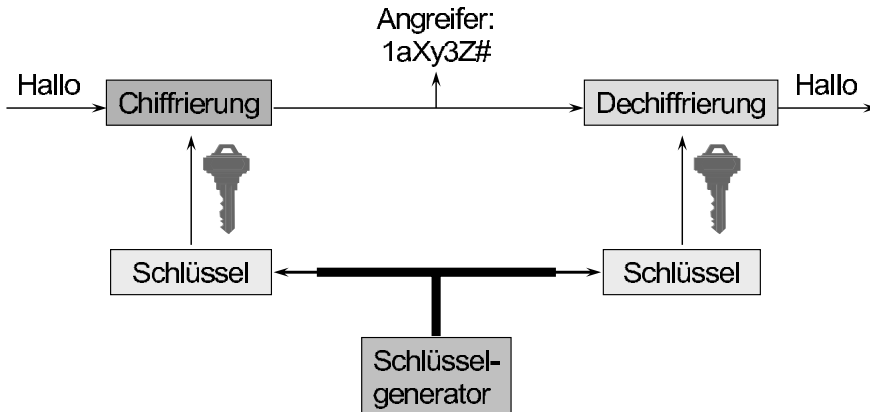 Angreifer:
1aXy3Z#
Hallo
Chiffrierung
Dechiffrierung
Hallo
Schlüssel
Schlüssel
Schlüssel-
generator